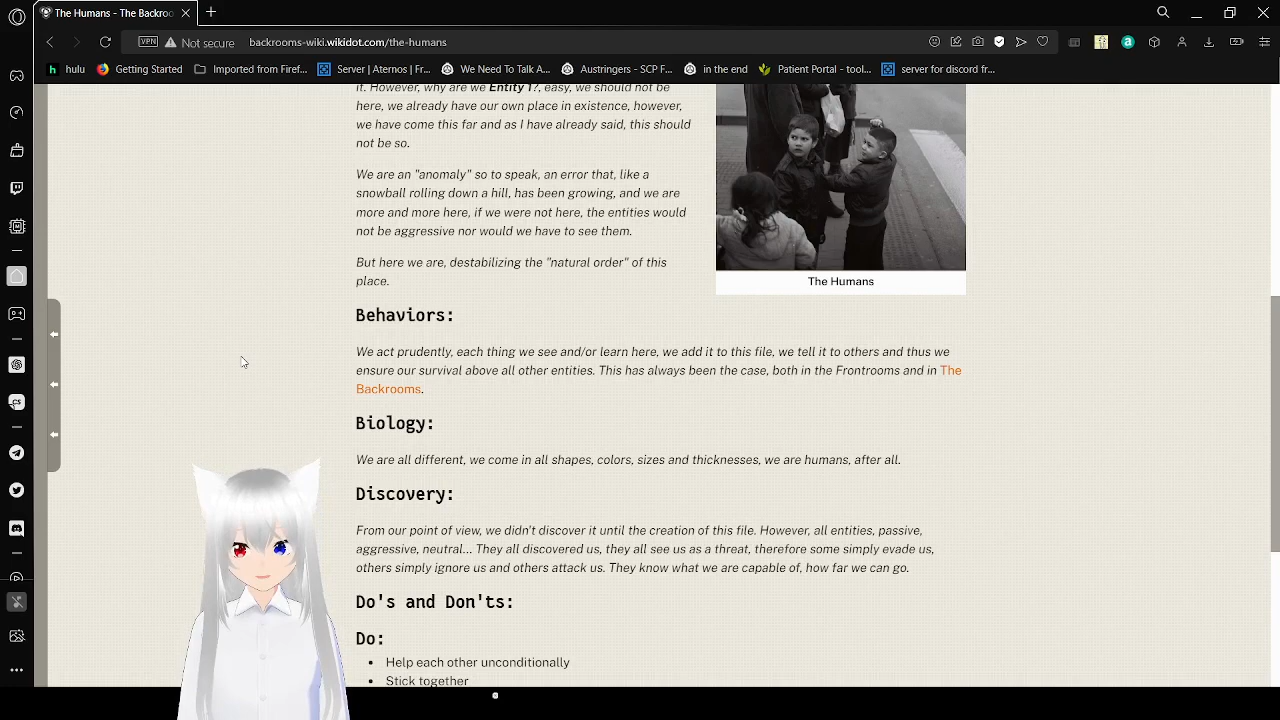 The Humans - The Backroo
VPN
Not secure
backrooms-wiki.wikidot.com/the-humans
hulu
Getting Started
Imported from Firef...
Server | Aternos | Fr...
We Need To Talk A...
Austringers - SCP F...
in the end
Patient Portal - tool...
server for discord fr...
it. However, why are we Entity 1?, easy, we should not be
here, we already have our own place in existence, however,
we have come this far and as I have already said, this should
not be so.
We are an "anomaly" so to speak, an error that, like a
snowball rolling down a hill, has been growing, and we are
more and more here, if we were not here, the entities would
not be aggressive nor would we have to see them.
But here we are, destabilizing the "natural order" of this
place.
The Humans
Behaviors:
We act prudently, each thing we see and/or learn here, we add it to this file, we tell it to others and thus we
ensure our survival above all other entities. This has always been the case, both in the Frontrooms and in The
Backrooms.
Biology:
We are all different, we come in all shapes, colors, sizes and thicknesses, we are humans, after all.
Discovery:
From our point of view, we didn't discover it until the creation of this file. However, all entities, passive,
aggressive, neutral... They all discovered us, they all see us as a threat, therefore some simply evade us,
others simply ignore us and others attack us. They know what we are capable of, how far we can go.
Do's and Don'ts:
Do:
• Help each other unconditionally
• Stick together